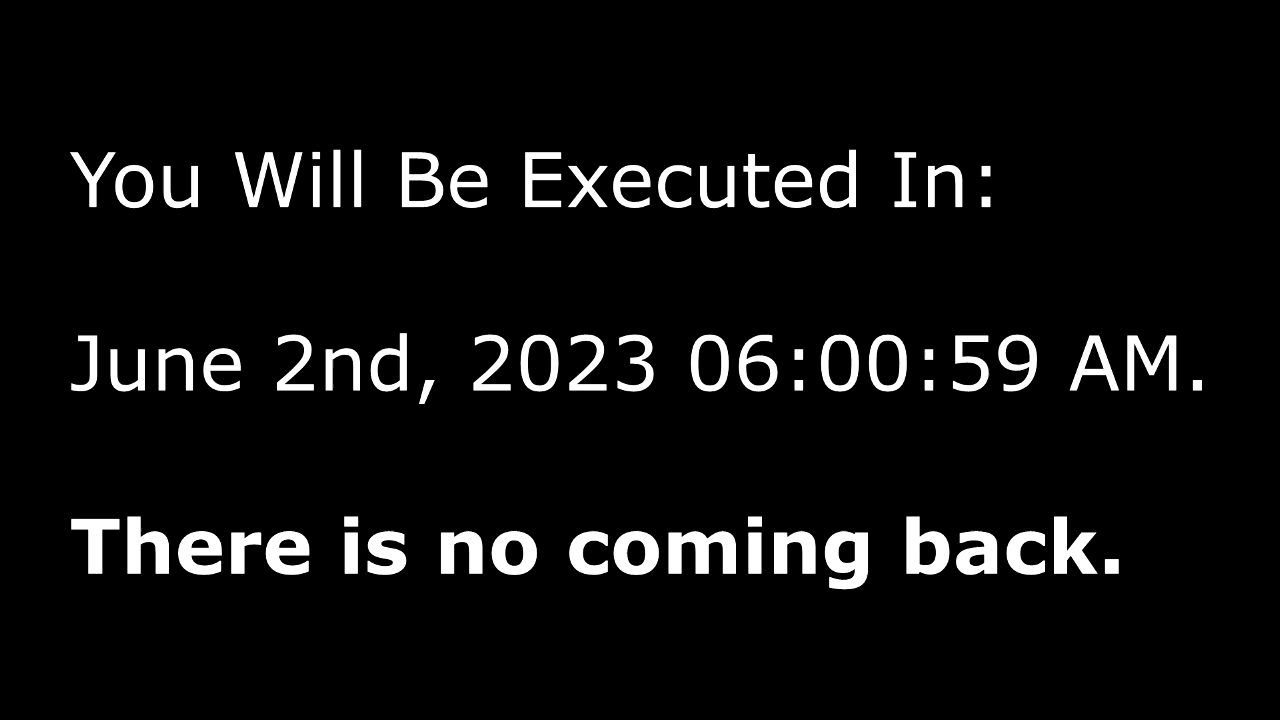 You Will Be Executed In:
June 2nd, 2023 06:00:59 AM.
There is no coming back.